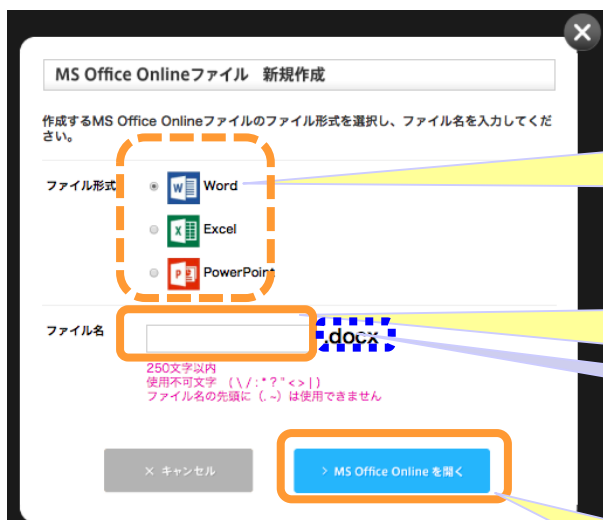 MS Office Onlineファイル 新規作成
作成するMS Office Onlineファイルのファイル形式を選択し、ファイル名を入力してくだ
さい。
ファイル形式
Word
Excel
PowerPoint
ファイル名
.docx
250文字以内
使用不可文字 ( \ / : * ? " < > | )
ファイル名の先頭に（. ~）は使用できません
× キャンセル
> MS Office Online を開く